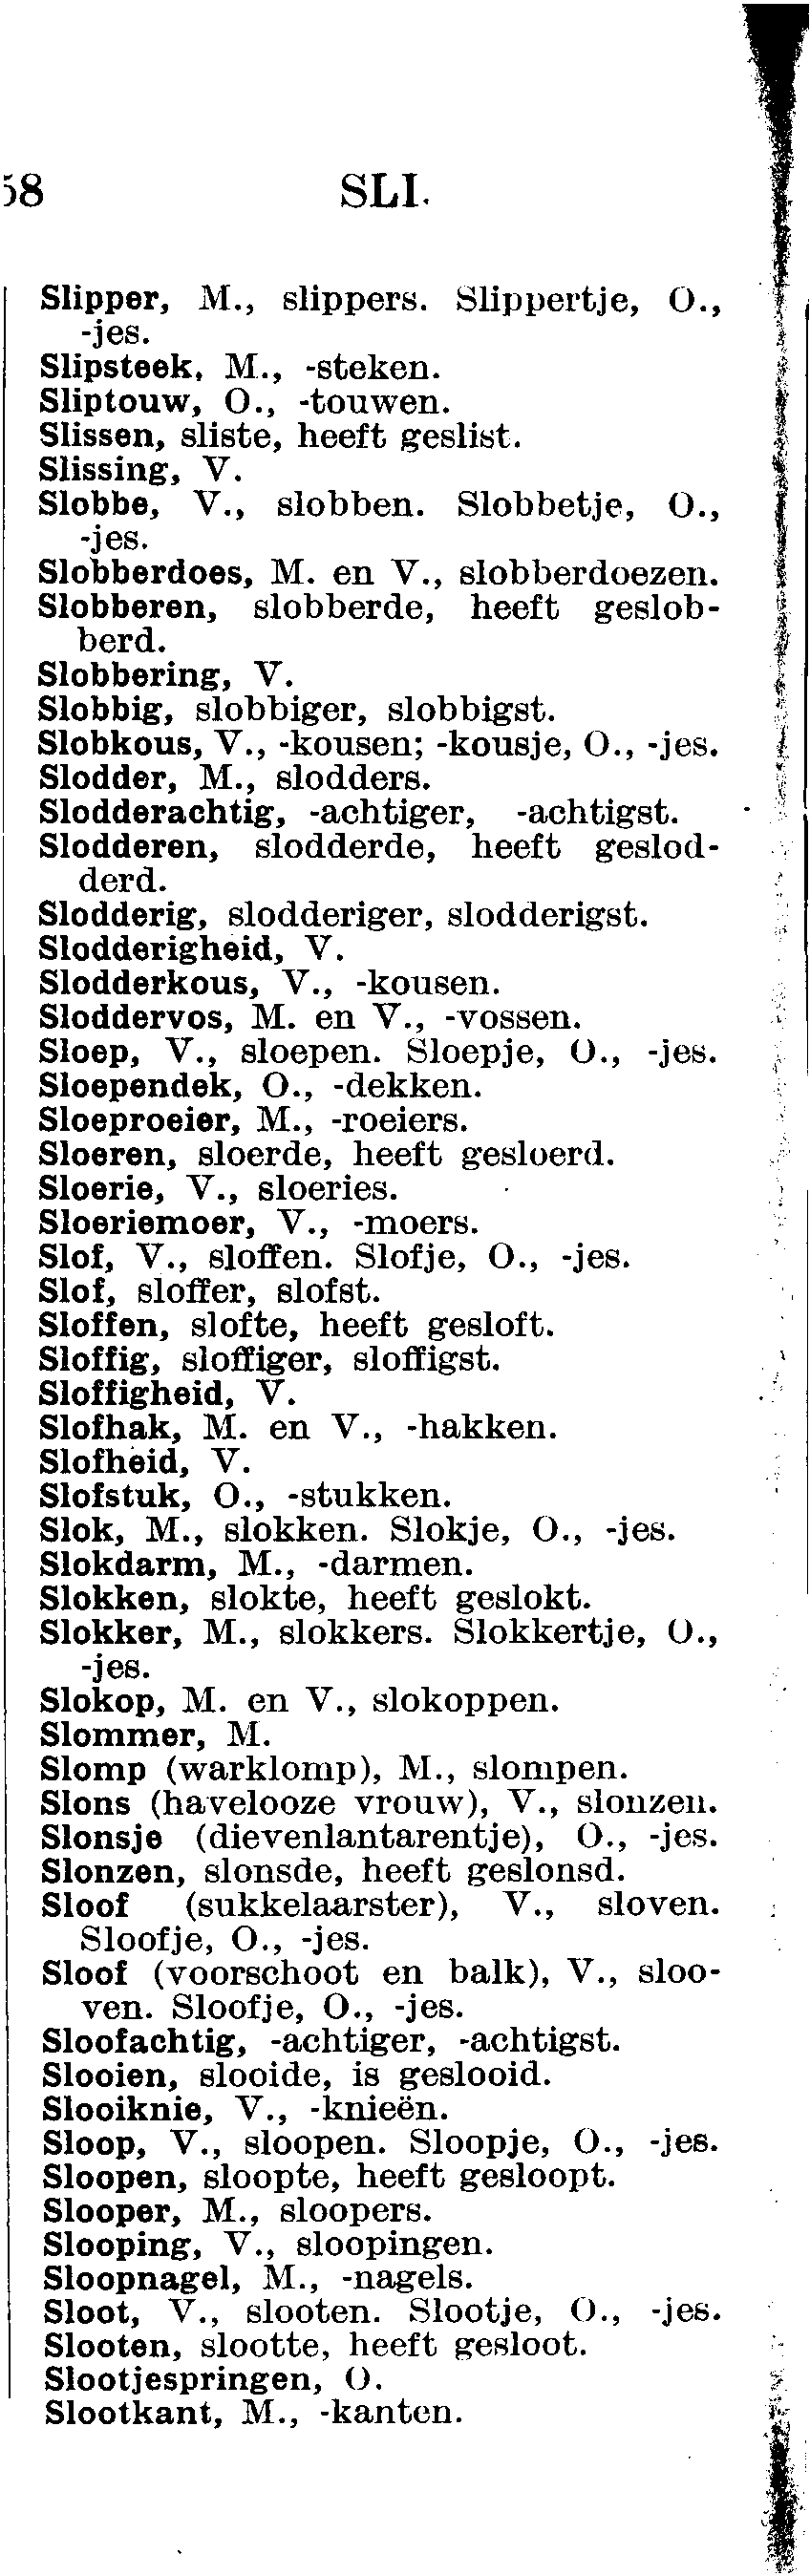 58 SLI.
Slipper, M., slippers. Slippertje, O.,
-jes.
Slipsteek, M., -steken.
Sliptouw, O., -touwen.
Slissen, sliste, heeft geslist.
Slissing, V.
Slobbe, V., slobben. Slobbetje, O.,
-jes.
Slobberdoes, M. en V., slobberdoezen.
Slobberen, slobberde, heeft geslob-
berd.
Slobbering, V.
Slobbig, slobbiger, slobbigst.
Slobkous, V., -kousen; -kousje, O., -jes.
Slodder, M., slodders.
Slodderachtig, -achtiger, -achtigst.
Slodderen, slodderde, heeft geslod-
derd.
Slodderig, slodderiger, slodderigst.
Slodderigheid, V.
Slodderkous, V., -kousen.
Sloddervos, M. en V., -vossen.
Sloep, V., sloepen. Sloepje, O., -jes.
Sloependek, O., -dekken.
Sloeproeier, M., -roeiers.
Sloeren, sloerde, heeft gesloerd.
Sloerie, V., sloeries.
Sloeriemoer, V., -moers.
Slof, V., sloffen. Slofje, O., -jes.
Slof, sloffer, slofst.
Sloffen, slofte, heeft gesloft.
Sloffig, sloffiger, sloffigst.
Sloffigheid, V.
Slofhak, M. en V., -hakken.
Slofheid, V.
Slofstuk, O., -stukken.
Slok, M., slokken. Slokje, O., -jes.
Slokdarm, M., -darmen.
Slokken, slokte, heeft geslokt.
Slokker, M., slokkers. Slokkertje, O.,
-jes.
Slokop, M. en V., slokoppen.
Slommer, M.
Slomp (warklomp), M., slompen.
Slons (havelooze vrouw), V., slonzen.
Slonsje (dievenlantarentje), O., -jes.
Slonzen, slonsde, heeft geslonsd.
Sloof (sukkelaarster), V., sloven.
Sloofje, O., -jes.
Sloof (voorschoot en balk), V., sloo-
ven. Sloofje, O., -jes.
Sloofachtig, -achtiger, -achtigst.
Slooien, slooide, is geslooid.
Slooiknie, V., -knieën.
Sloop, V., sloopen. Sloopje, O., -jes.
Sloopen, sloopte, heeft gesloopt.
Slooper, M., sloopers.
Slooping, V., sloopingen.
Sloopnagel, M., -nagels.
Sloot, V., slooten. Slootje, O., -jes.
Slooten, slootte, heeft gesloot.
Slootjespringen, O.
Slootkant, M., -kanten.